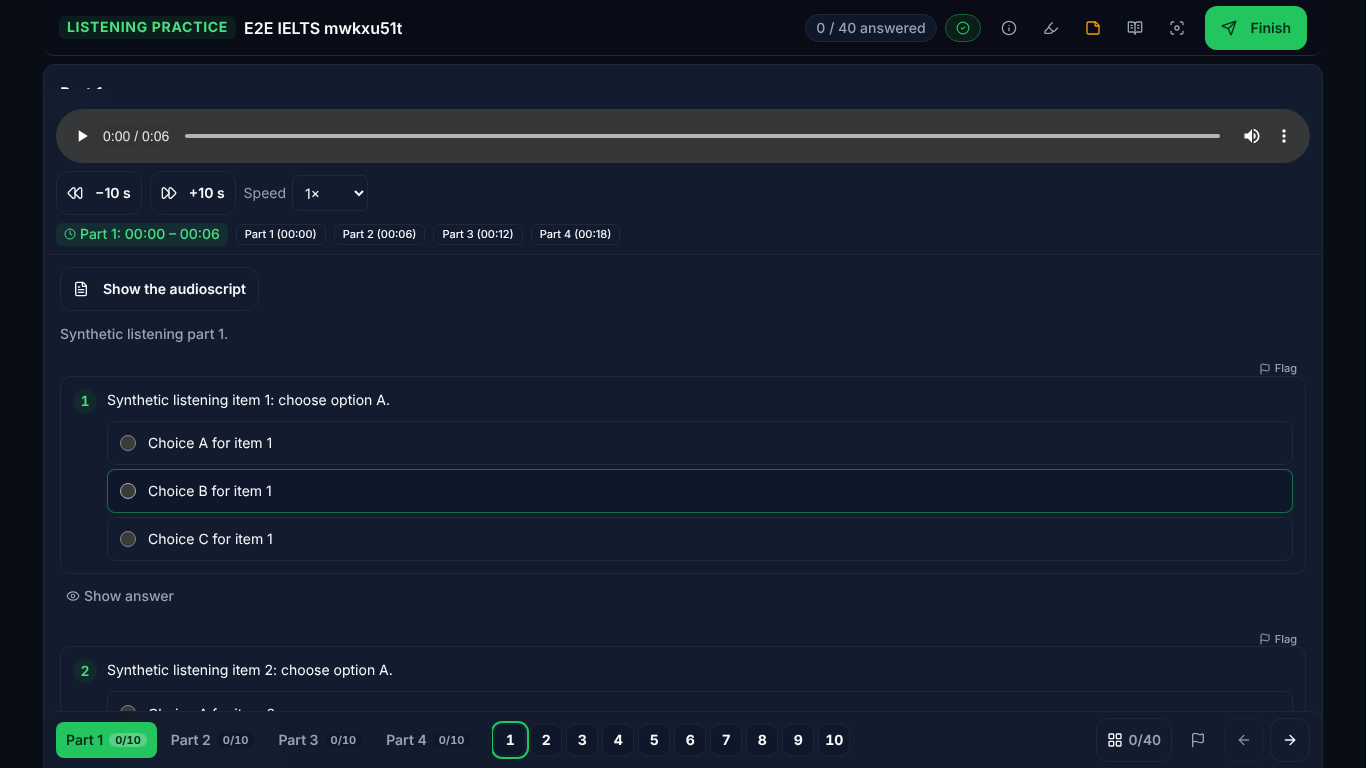 LISTENING PRACTICE E2E IELTS mwkxu51t 0 / 40 answered Finish
0:00 / 0:06
−10 s +10 s Speed 1×
Part 1: 00:00 – 00:06 Part 1 (00:00) Part 2 (00:06) Part 3 (00:12) Part 4 (00:18)
Show the audioscript
Synthetic listening part 1.
Flag
1 Synthetic listening item 1: choose option A.
Choice A for item 1
Choice B for item 1
Choice C for item 1
Show answer
Flag
2 Synthetic listening item 2: choose option A.
Part 1 0/10 Part 2 0/10 Part 3 0/10 Part 4 0/10 1 2 3 4 5 6 7 8 9 10 0/40